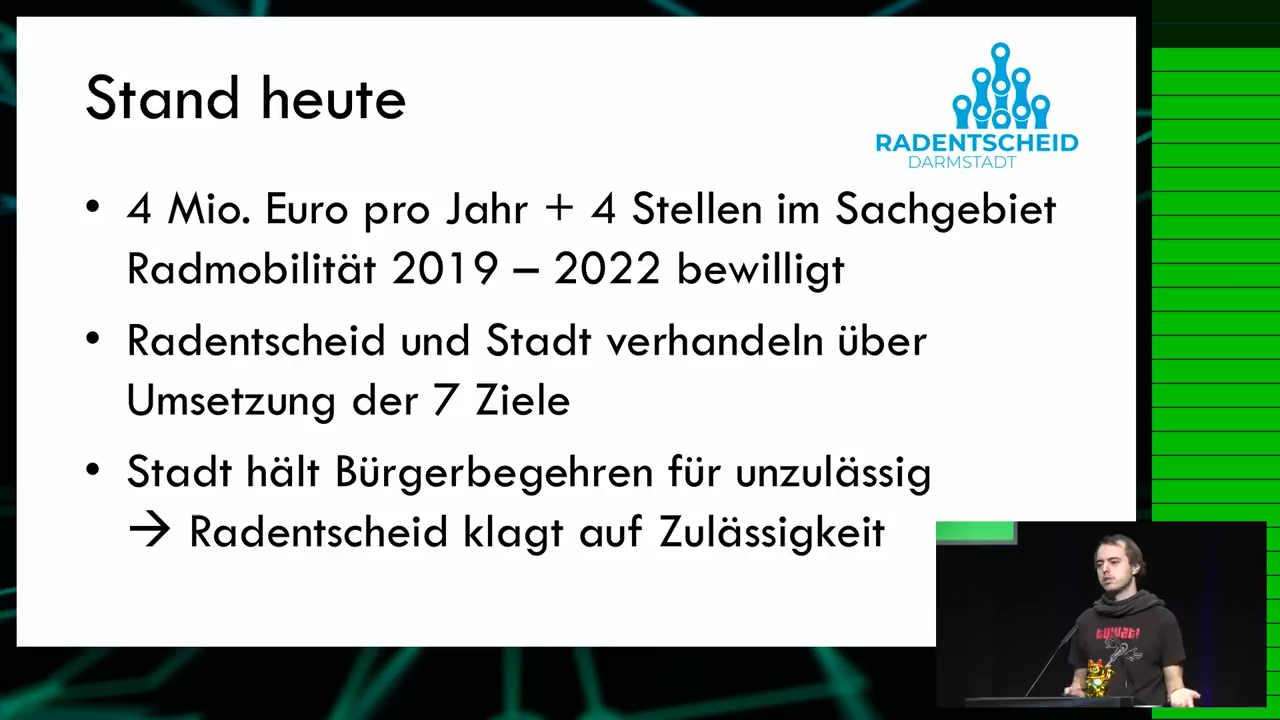 Stand heute
RADENTSCHEID
DARMSTADT
• 4 Mio. Euro pro Jahr + 4 Stellen im Sachgebiet
Radmobilität 2019 – 2022 bewilligt
• Radentscheid und Stadt verhandeln über
Umsetzung der 7 Ziele
• Stadt hält Bürgerbegehren für unzulässig
→ Radentscheid klagt auf Zulässigkeit
tuwat!